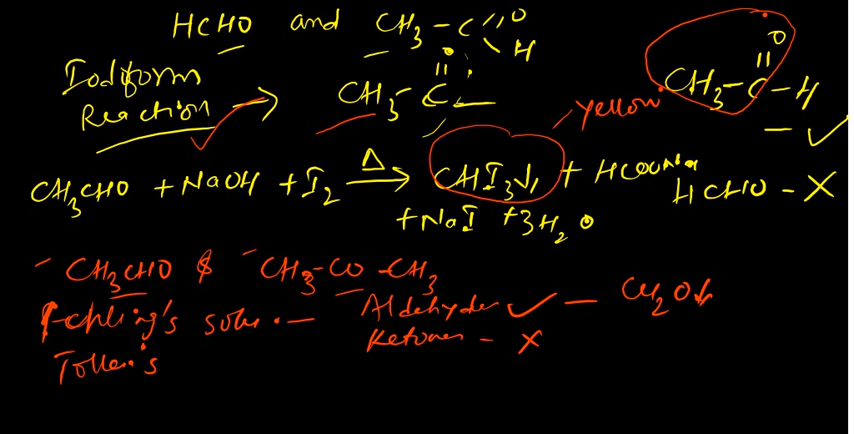 HCHO and CH₃-C=O
H
Iodoform
Reaction → CH₃-C-
O
CH₃-C-H
O
Yellow
CH₃CHO + NaOH + I₂ →Δ CHI₃↓ + HCOONa
HCHO - ✗
+ NaI + 3H₂O
- CH₃CHO & - CH₃-CO-CH₃
Fehling's soln. - Aldehydes ✓ - Cu₂O↓
Ketones - ✗
Tollen's